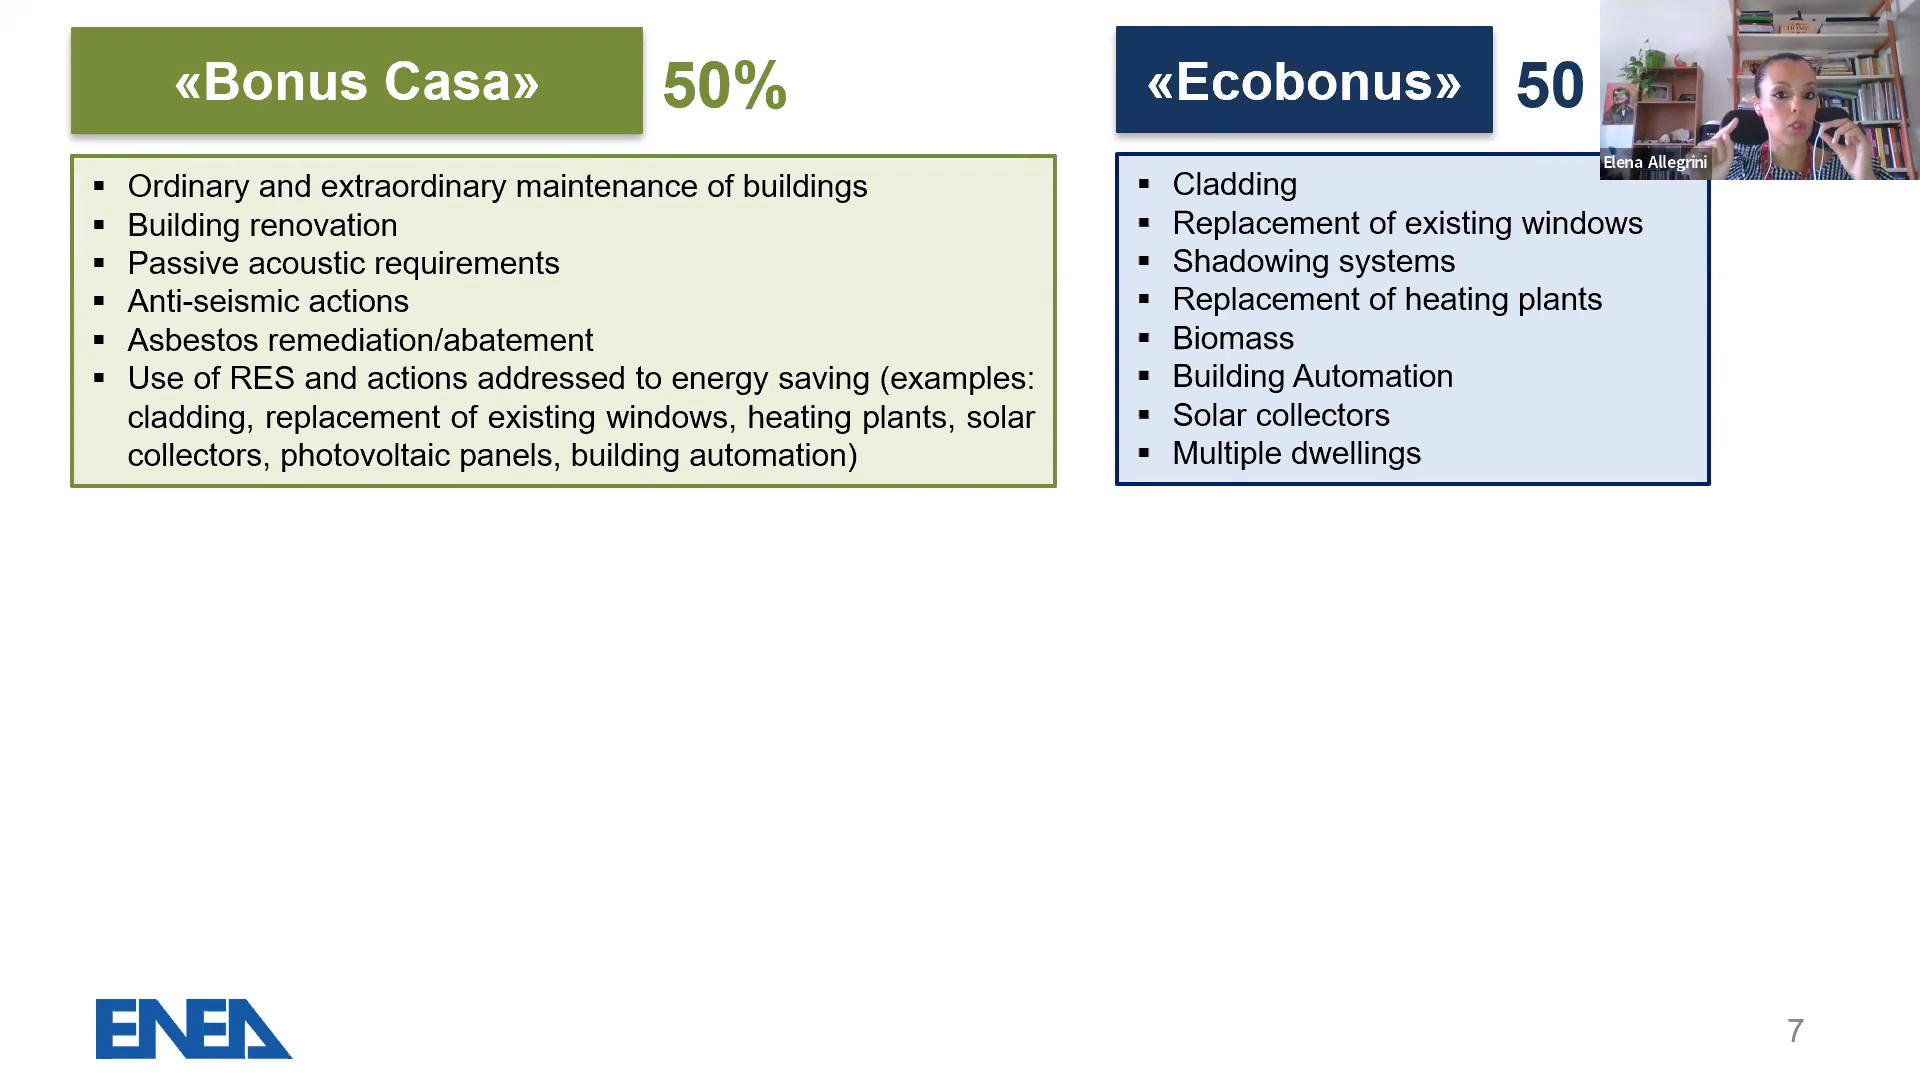 «Bonus Casa» 50%
▪ Ordinary and extraordinary maintenance of buildings
▪ Building renovation
▪ Passive acoustic requirements
▪ Anti-seismic actions
▪ Asbestos remediation/abatement
▪ Use of RES and actions addressed to energy saving (examples:
cladding, replacement of existing windows, heating plants, solar
collectors, photovoltaic panels, building automation)
«Ecobonus» 50
Elena Allegrini
▪ Cladding
▪ Replacement of existing windows
▪ Shadowing systems
▪ Replacement of heating plants
▪ Biomass
▪ Building Automation
▪ Solar collectors
▪ Multiple dwellings
ENEA
7